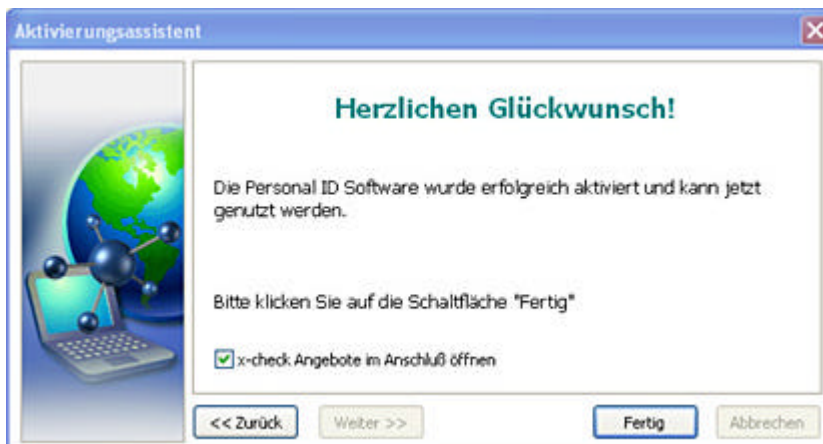 Aktivierungsassistent
Herzlichen Glückwunsch!
Die Personal ID Software wurde erfolgreich aktiviert und kann jetzt
genutzt werden.
Bitte klicken Sie auf die Schaltfläche "Fertig"
x-check Angebote im Anschluß öffnen
<< Zurück Weiter >> Fertig Abbrechen